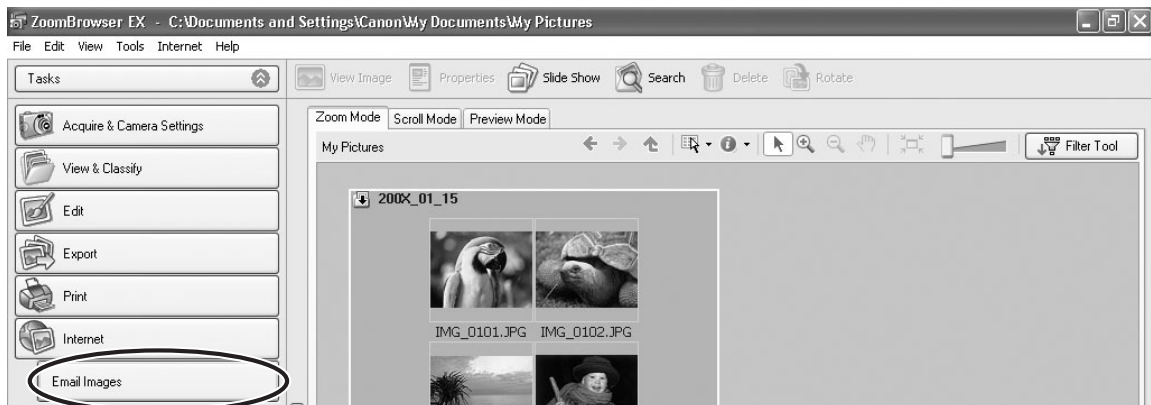 ZoomBrowser EX - C:\Documents and Settings\Canon\My Documents\My Pictures
File Edit View Tools Internet Help
Tasks
View Image Properties Slide Show Search Delete Rotate
Acquire & Camera Settings
Zoom Mode Scroll Mode Preview Mode
My Pictures
Filter Tool
View & Classify
200X_01_15
Edit
Export
Print
IMG_0101.JPG IMG_0102.JPG
Internet
Email Images